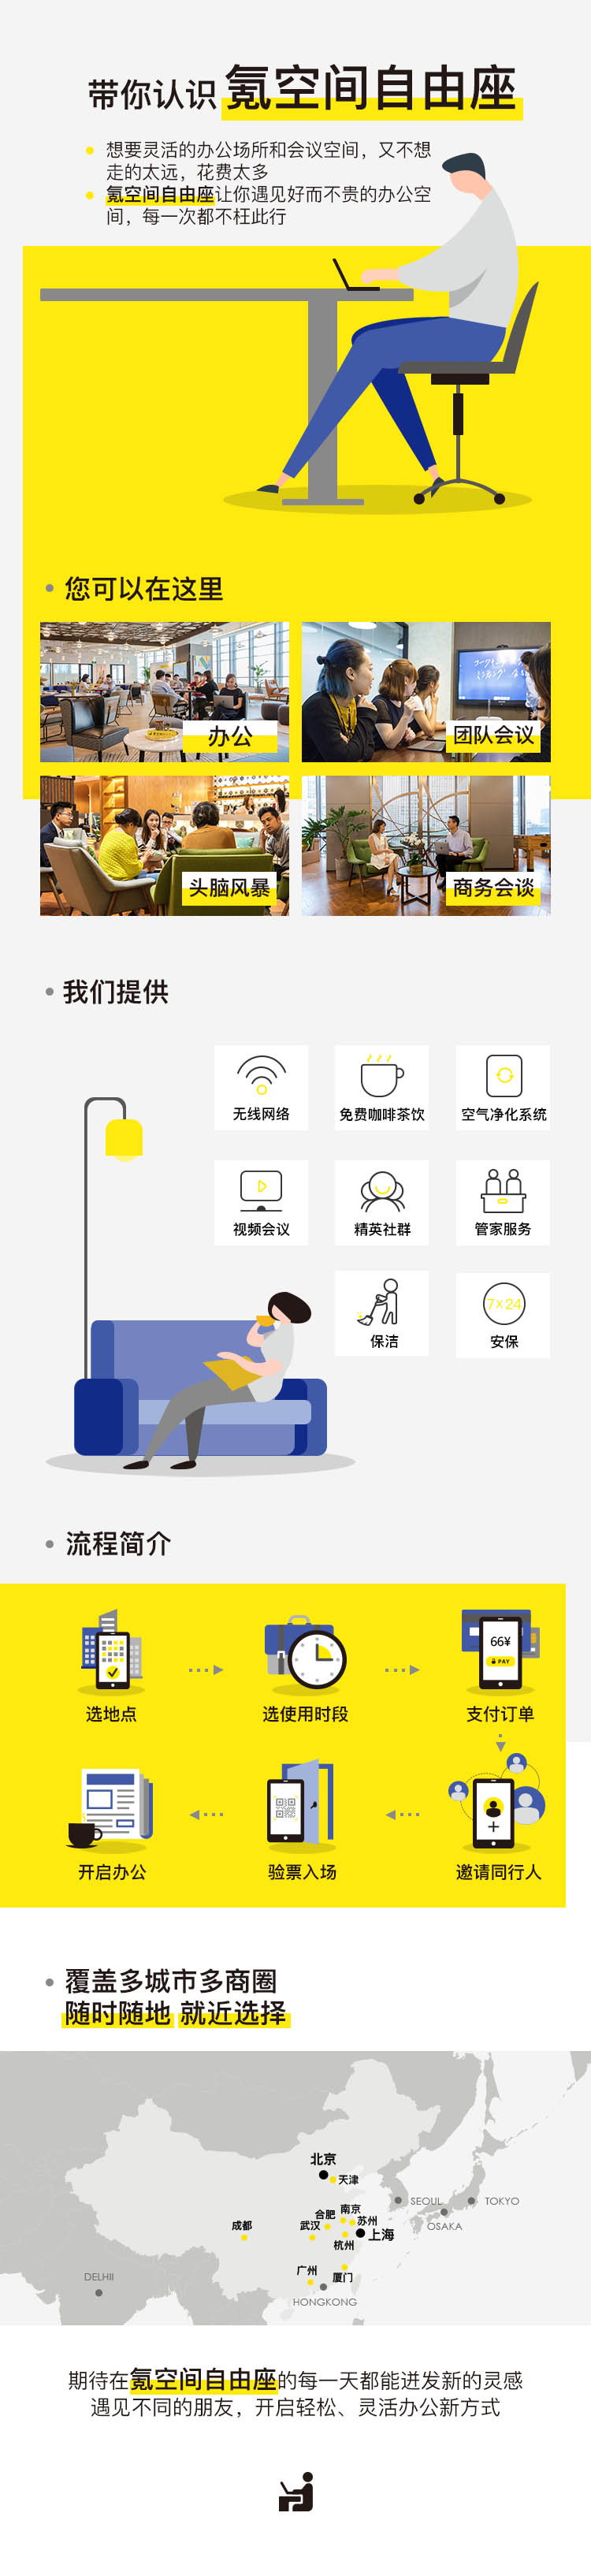 带你认识 氪空间自由座
想要灵活的办公场所和会议空间，又不想
走的太远，花费太多
氪空间自由座让你遇见好而不贵的办公空
间，每一次都不枉此行
您可以在这里
办公
团队会议
头脑风暴
商务会谈
我们提供
无线网络
免费咖啡茶饮
空气净化系统
视频会议
精英社群
管家服务
7x24
保洁
安保
流程简介
66¥
PAY
选地点
选使用时段
支付订单
开启办公
验票入场
邀请同行人
覆盖多城市多商圈
随时随地 就近选择
北京
天津
SEOUL
TOKYO
南京
合肥
苏州
成都
武汉
OSAKA
上海
杭州
广州
厦门
DELHII
HONGKONG
期待在氪空间自由座的每一天都能迸发新的灵感
遇见不同的朋友，开启轻松、灵活办公新方式